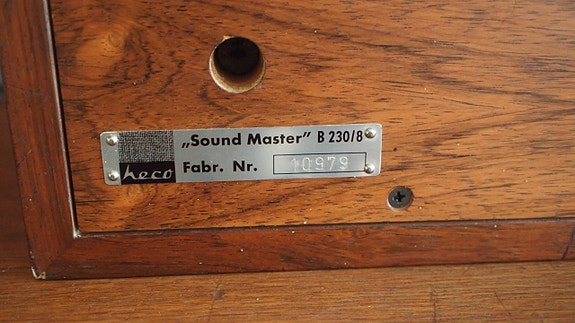 „Sound Master" B 230/8
heco Fabr. Nr. 10979